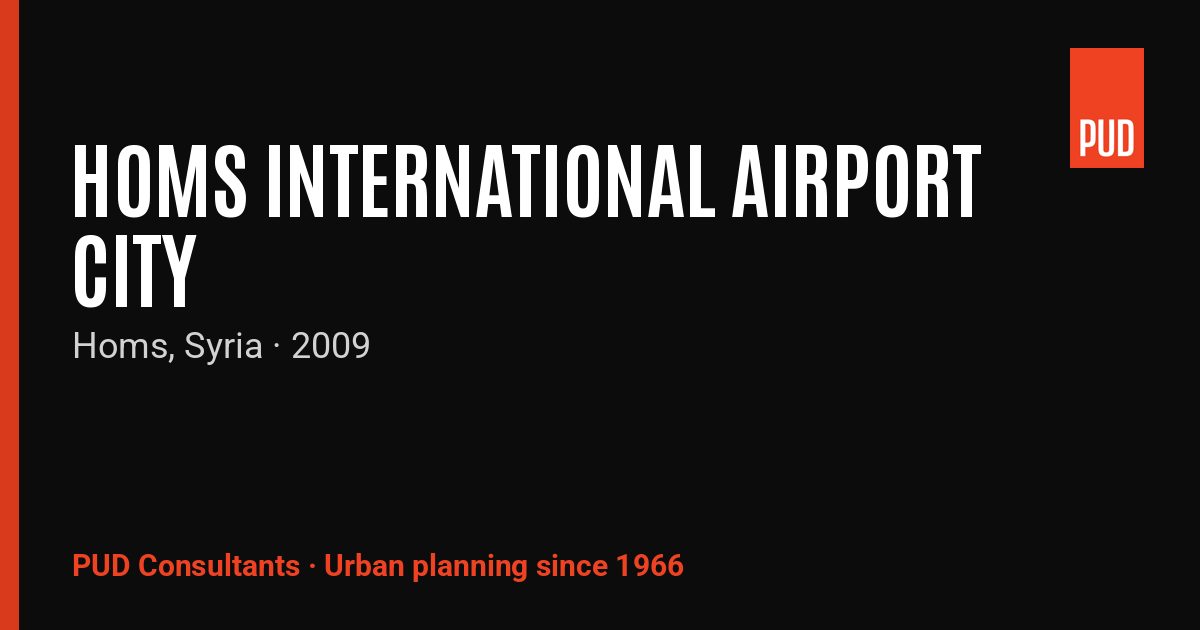 PUD
HOMS INTERNATIONAL AIRPORT
CITY
Homs, Syria · 2009
PUD Consultants · Urban planning since 1966